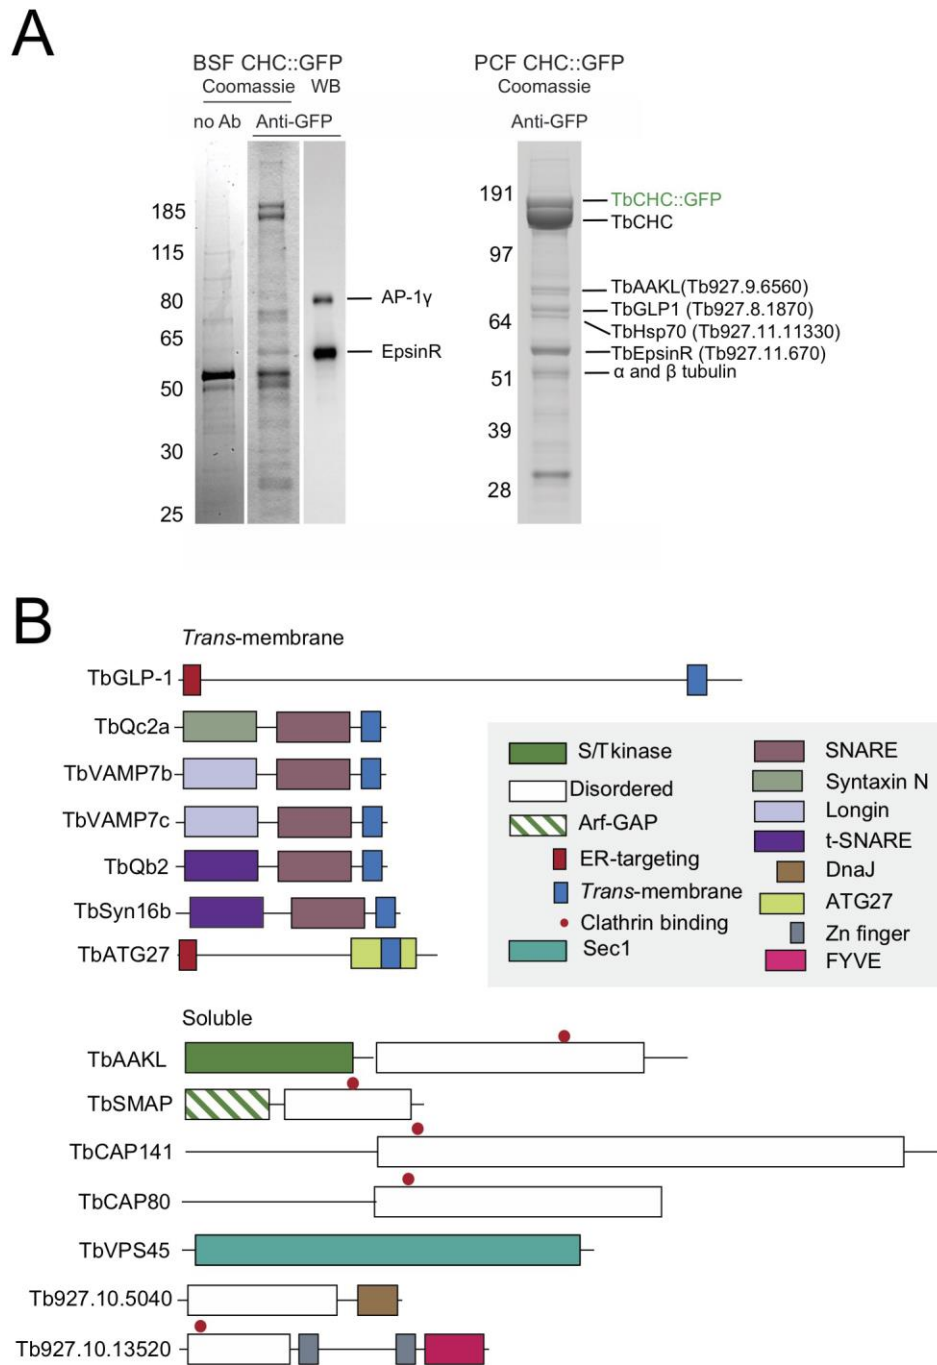 A
BSF CHC::GFP
Coomassie WB
no Ab Anti-GFP
185
115
80
65
50
30
25
AP-1γ
EpsinR
PCF CHC::GFP
Coomassie
Anti-GFP
191
97
64
51
39
28
TbCHC::GFP
TbCHC
TbAAKL(Tb927.9.6560)
TbGLP1 (Tb927.8.1870)
TbHsp70 (Tb927.11.11330)
TbEpsinR (Tb927.11.670)
α and β tubulin
B
Trans-membrane
TbGLP-1
TbQc2a
TbVAMP7b
TbVAMP7c
TbQb2
TbSyn16b
TbATG27
S/Tkinase
Disordered
Arf-GAP
ER-targeting
Trans-membrane
Clathrin binding
Sec1
SNARE
Syntaxin N
Longin
t-SNARE
DnaJ
ATG27
Zn finger
FYVE
Soluble
TbAAKL
TbSMAP
TbCAP141
TbCAP80
TbVPS45
Tb927.10.5040
Tb927.10.13520